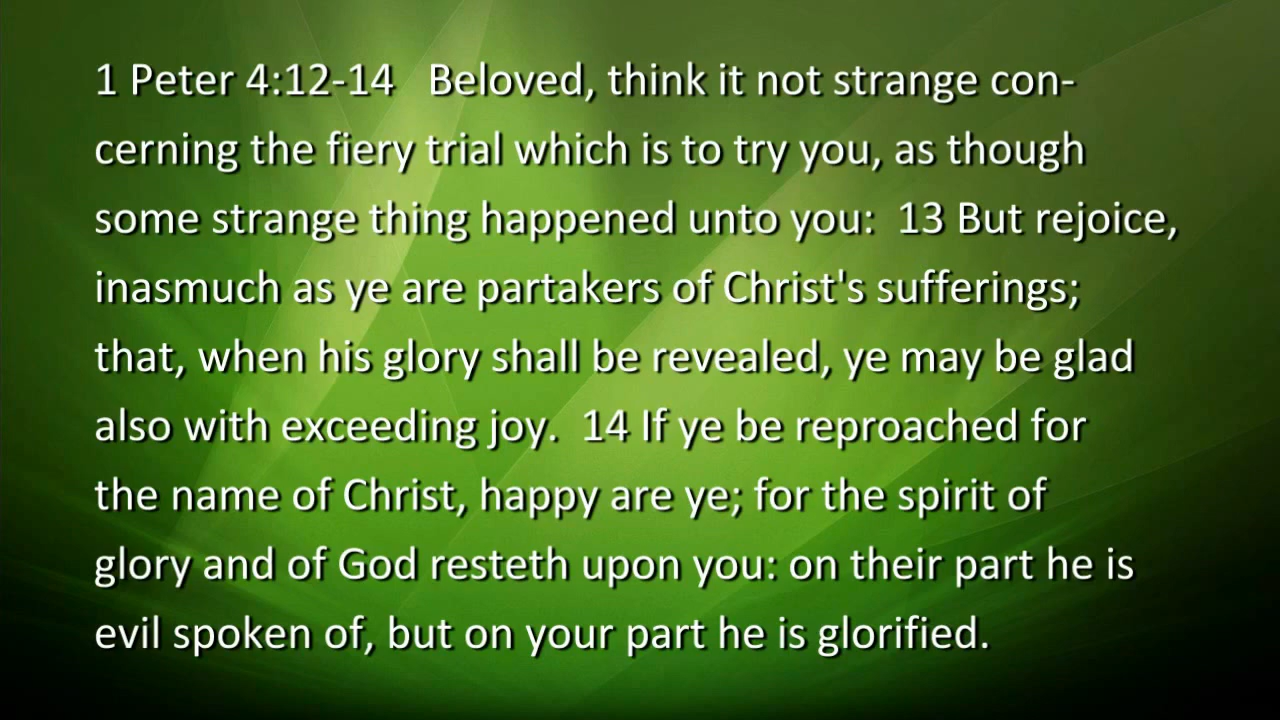 1 Peter 4:12-14   Beloved, think it not strange con-
cerning the fiery trial which is to try you, as though
some strange thing happened unto you:  13 But rejoice,
inasmuch as ye are partakers of Christ's sufferings;
that, when his glory shall be revealed, ye may be glad
also with exceeding joy.  14 If ye be reproached for
the name of Christ, happy are ye; for the spirit of
glory and of God resteth upon you: on their part he is
evil spoken of, but on your part he is glorified.